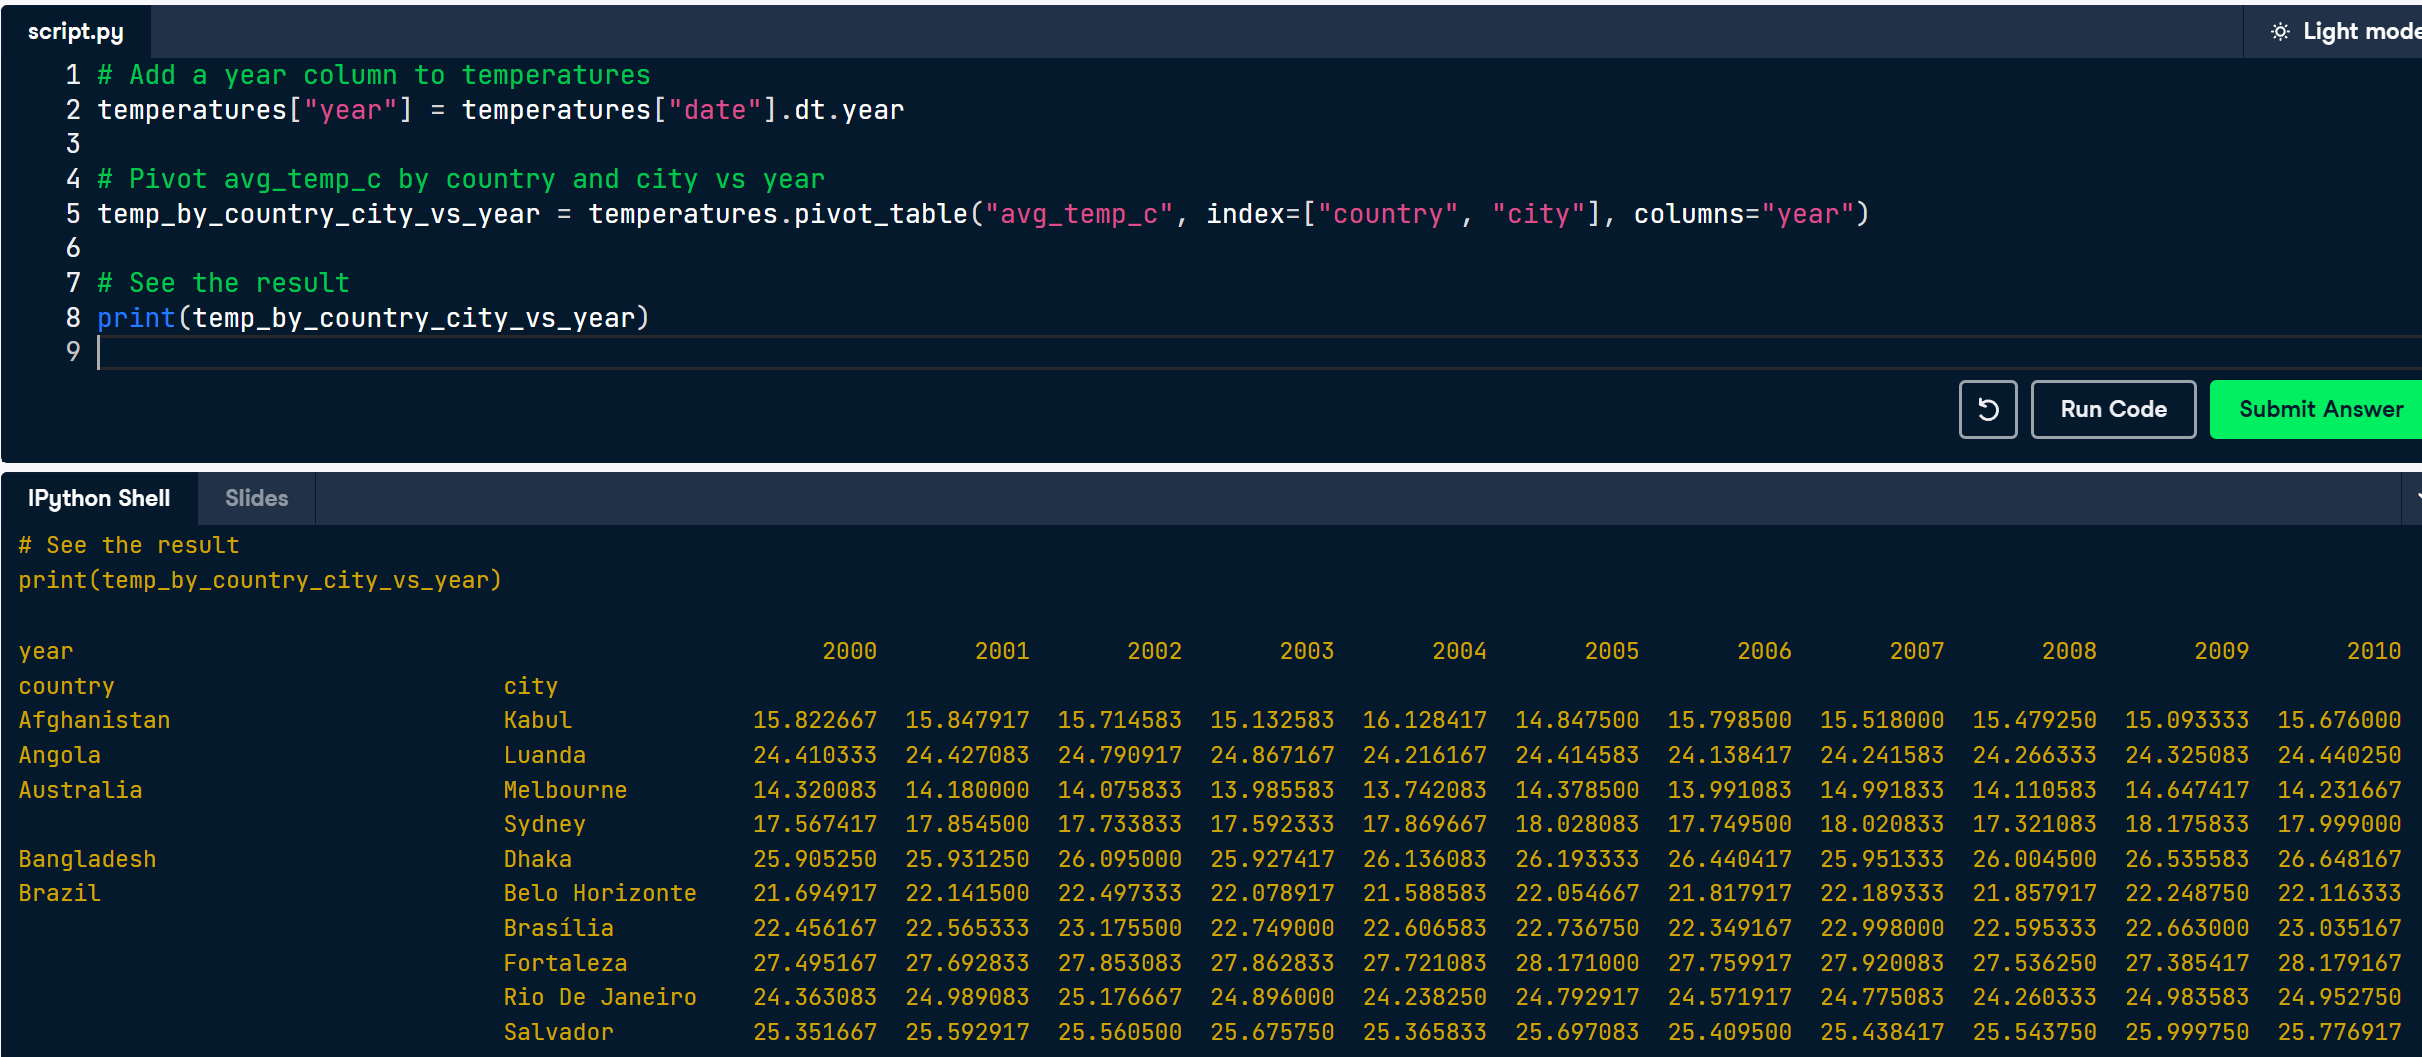 script.py
Light mode
1 # Add a year column to temperatures
2 temperatures["year"] = temperatures["date"].dt.year
3
4 # Pivot avg_temp_c by country and city vs year
5 temp_by_country_city_vs_year = temperatures.pivot_table("avg_temp_c", index=["country", "city"], columns="year")
6
7 # See the result
8 print(temp_by_country_city_vs_year)
9
Run Code Submit Answer
IPython Shell Slides
# See the result
print(temp_by_country_city_vs_year)
year 2000 2001 2002 2003 2004 2005 2006 2007 2008 2009 2010
country city
Afghanistan Kabul 15.822667 15.847917 15.714583 15.132583 16.128417 14.847500 15.798500 15.518000 15.479250 15.093333 15.676000
Angola Luanda 24.410333 24.427083 24.790917 24.867167 24.216167 24.414583 24.138417 24.241583 24.266333 24.325083 24.440250
Australia Melbourne 14.320083 14.180000 14.075833 13.985583 13.742083 14.378500 13.991083 14.991833 14.110583 14.647417 14.231667
Sydney 17.567417 17.854500 17.733833 17.592333 17.869667 18.028083 17.749500 18.020833 17.321083 18.175833 17.999000
Bangladesh Dhaka 25.905250 25.931250 26.095000 25.927417 26.136083 26.193333 26.440417 25.951333 26.004500 26.535583 26.648167
Brazil Belo Horizonte 21.694917 22.141500 22.497333 22.078917 21.588583 22.054667 21.817917 22.189333 21.857917 22.248750 22.116333
Brasília 22.456167 22.565333 23.175500 22.749000 22.606583 22.736750 22.349167 22.998000 22.595333 22.663000 23.035167
Fortaleza 27.495167 27.692833 27.853083 27.862833 27.721083 28.171000 27.759917 27.920083 27.536250 27.385417 28.179167
Rio De Janeiro 24.363083 24.989083 25.176667 24.896000 24.238250 24.792917 24.571917 24.775083 24.260333 24.983583 24.952750
Salvador 25.351667 25.592917 25.560500 25.675750 25.365833 25.697083 25.409500 25.438417 25.543750 25.999750 25.776917